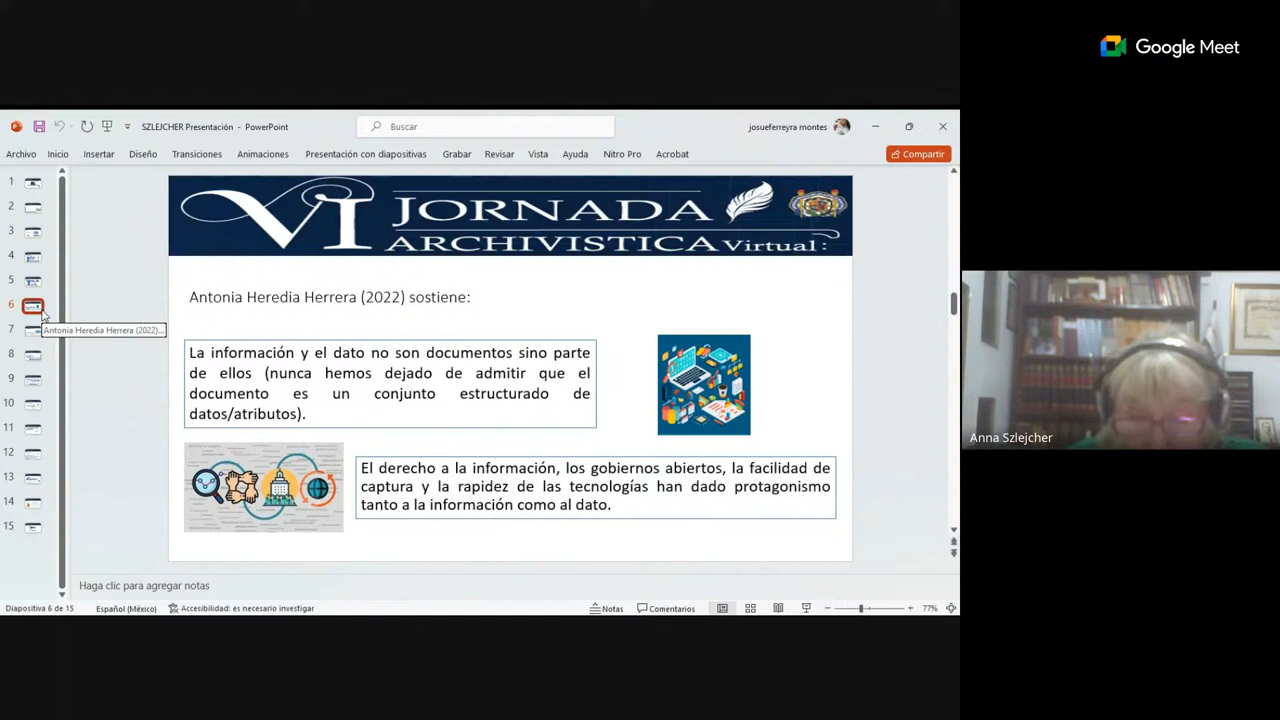 Google Meet
SZLEJCHER Presentación - PowerPoint
Buscar
josueferreyra montes
Archivo Inicio Insertar Diseño Transiciones Animaciones Presentación con diapositivas Grabar Revisar Vista Ayuda Nitro Pro Acrobat
Compartir
1
2
3
4
5
6
7
8
9
10
11
12
13
14
15
Antonia Heredia Herrera (2022)...
VI JORNADA
ARCHIVISTICA Virtual:
Antonia Heredia Herrera (2022) sostiene:
La información y el dato no son documentos sino parte
de ellos (nunca hemos dejado de admitir que el
documento es un conjunto estructurado de
datos/atributos).
El derecho a la información, los gobiernos abiertos, la facilidad de
captura y la rapidez de las tecnologías han dado protagonismo
tanto a la información como al dato.
Anna Szlejcher
Haga clic para agregar notas
Diapositiva 6 de 15 Español (México) Accesibilidad: es necesario investigar Notas Comentarios 77%